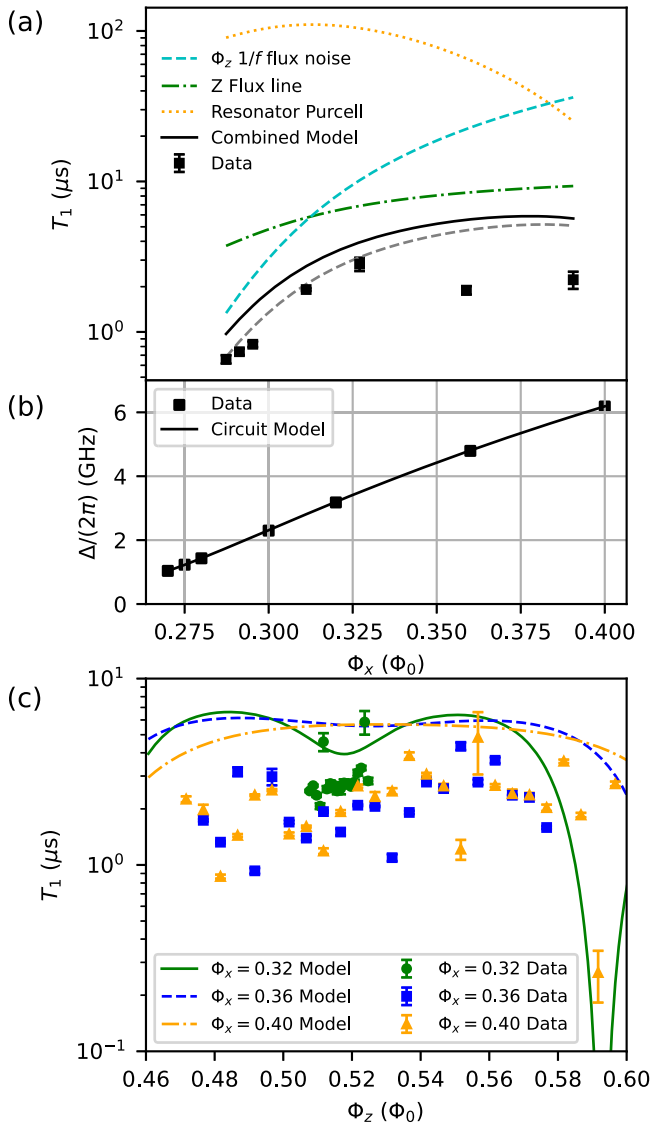 (a)
10²
10¹
10⁰
T₁ (μs)
Φz 1/f flux noise
Z Flux line
Resonator Purcell
Combined Model
Data
(b)
6
4
2
0
Δ/(2π) (GHz)
Data
Circuit Model
0.275 0.300 0.325 0.350 0.375 0.400
Φx (Φ₀)
(c)
10¹
10⁰
10⁻¹
T₁ (μs)
Φx = 0.32 Model Φx = 0.32 Data
Φx = 0.36 Model Φx = 0.36 Data
Φx = 0.40 Model Φx = 0.40 Data
0.46 0.48 0.50 0.52 0.54 0.56 0.58 0.60
Φz (Φ₀)